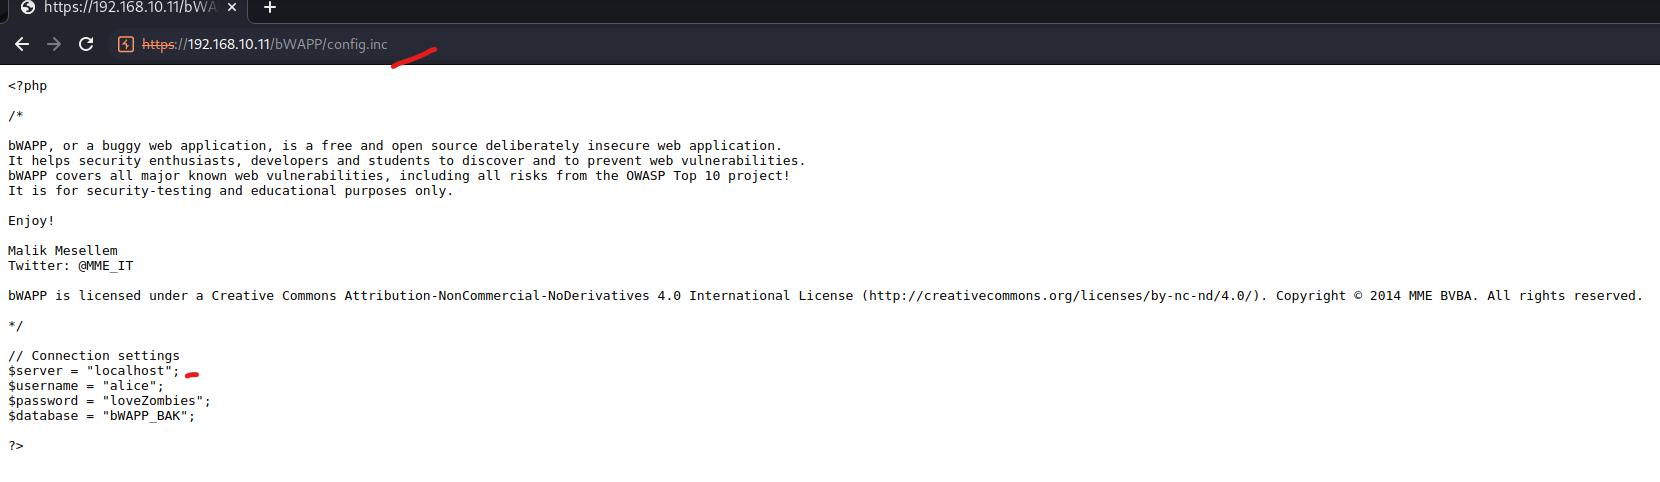 https://192.168.10.11/bWA
https://192.168.10.11/bWAPP/config.inc
<?php
/*
bWAPP, or a buggy web application, is a free and open source deliberately insecure web application.
It helps security enthusiasts, developers and students to discover and to prevent web vulnerabilities.
bWAPP covers all major known web vulnerabilities, including all risks from the OWASP Top 10 project!
It is for security-testing and educational purposes only.
Enjoy!
Malik Mesellem
Twitter: @MME_IT
bWAPP is licensed under a Creative Commons Attribution-NonCommercial-NoDerivatives 4.0 International License (http://creativecommons.org/licenses/by-nc-nd/4.0/). Copyright © 2014 MME BVBA. All rights reserved.
*/
// Connection settings
$server = "localhost";
$username = "alice";
$password = "loveZombies";
$database = "bWAPP_BAK";
?>